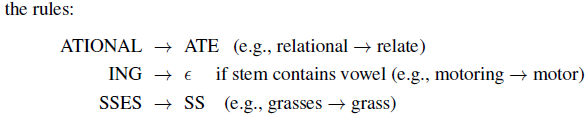 the rules:
ATIONAL → ATE (e.g., relational → relate)
ING → ϵ if stem contains vowel (e.g., motoring → motor)
SSES → SS (e.g., grasses → grass)